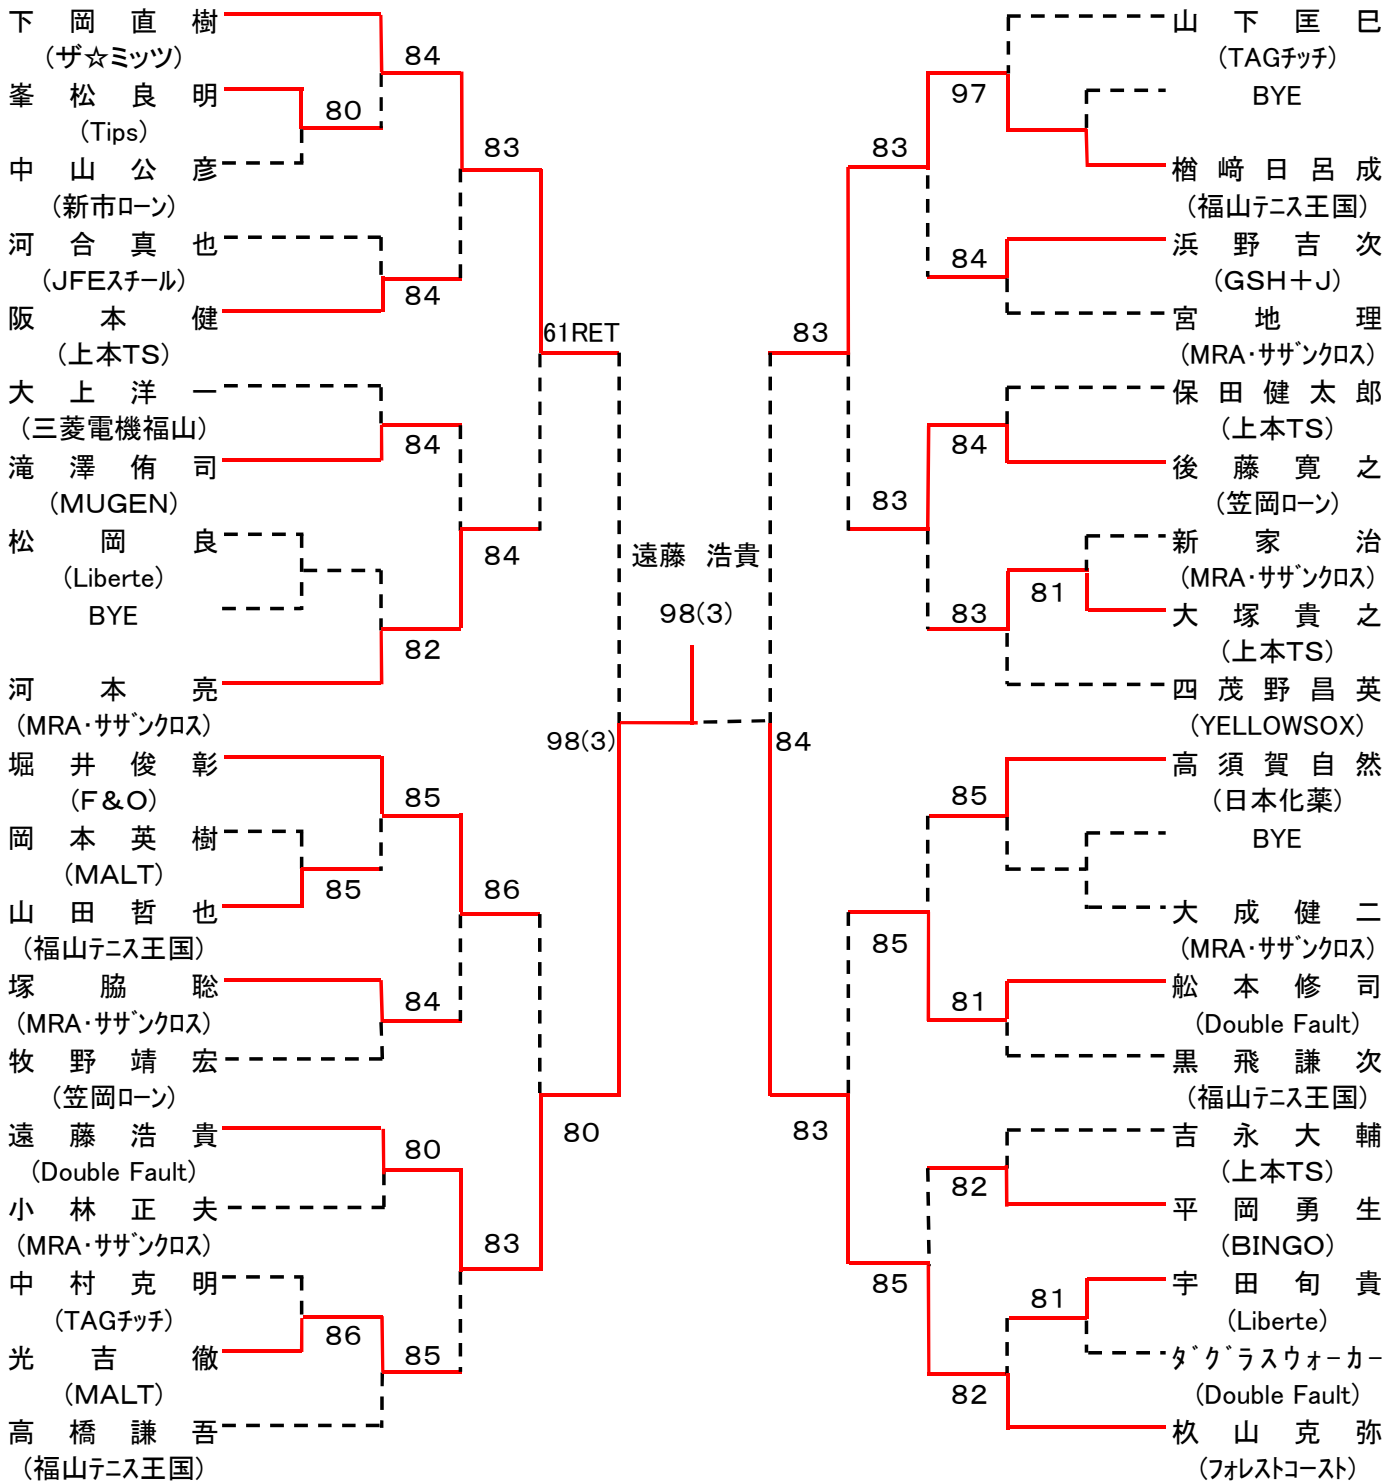 下岡直樹
(ザ☆ミッツ)
84
峯松良明
(Tips)
80
中山公彦
(新市ローン)
83
河合真也
(JFEスチール)
84
阪本健
(上本TS)
61RET
大上洋一
(三菱電機福山)
84
滝澤侑司
(MUGEN)
松岡良
(Liberte)
84
BYE
82
河本亮
(MRA・サザンクロス)
98(3)
堀井俊彰
(F&O)
85
岡本英樹
(MALT)
85
86
山田哲也
(福山テニス王国)
塚脇聡
(MRA・サザンクロス)
84
牧野靖宏
(笠岡ローン)
80
遠藤浩貴
(Double Fault)
80
小林正夫
(MRA・サザンクロス)
83
中村克明
(TAGチッチ)
86
光吉徹
(MALT)
85
高橋謙吾
(福山テニス王国)
遠藤 浩貴
98(3)
山下匡巳
(TAGチッチ)
97
BYE
83
楢﨑日呂成
(福山テニス王国)
浜野吉次
84
(GSH+J)
宮地理
83
(MRA・サザンクロス)
保田健太郎
(上本TS)
84
後藤寛之
(笠岡ローン)
83
新家治
(MRA・サザンクロス)
81
83
大塚貴之
(上本TS)
四茂野昌英
(YELLOWSOX)
84
高須賀自然
(日本化薬)
85
BYE
大成健二
(MRA・サザンクロス)
85
舩本修司
81
(Double Fault)
黒飛謙次
(福山テニス王国)
83
吉永大輔
(上本TS)
82
平岡勇生
(BINGO)
85
宇田旬貴
81
(Liberte)
ダグラスウォーカー
(Double Fault)
82
杁山克弥
(フォレストコースト)